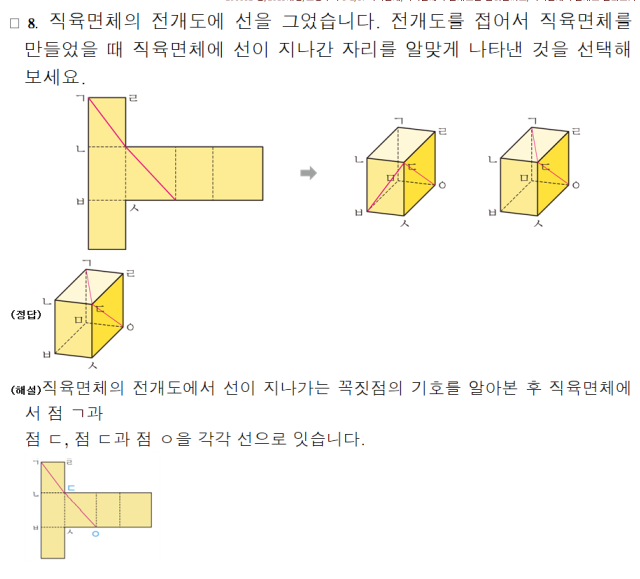 □ 8. 직육면체의 전개도에 선을 그었습니다. 전개도를 접어서 직육면체를
만들었을 때 직육면체에 선이 지나간 자리를 알맞게 나타낸 것을 선택해
보세요.
ㄱ ㄹ
ㄴ
ㅂ ㅅ
ㄱ ㄹ
ㄴ ㄷ
ㅁ ㅇ
ㅂ ㅅ
ㄱ ㄹ
ㄴ ㄷ
ㅁ ㅇ
ㅂ ㅅ
(정답)
ㄱ ㄹ
ㄴ ㄷ
ㅁ ㅇ
ㅂ ㅅ
(해설)직육면체의 전개도에서 선이 지나가는 꼭짓점의 기호를 알아본 후 직육면체에
서 점 ㄱ과
점 ㄷ, 점 ㄷ과 점 ㅇ을 각각 선으로 잇습니다.
ㄱ ㄹ
ㄴ ㄷ
ㅂ ㅅ ㅇ